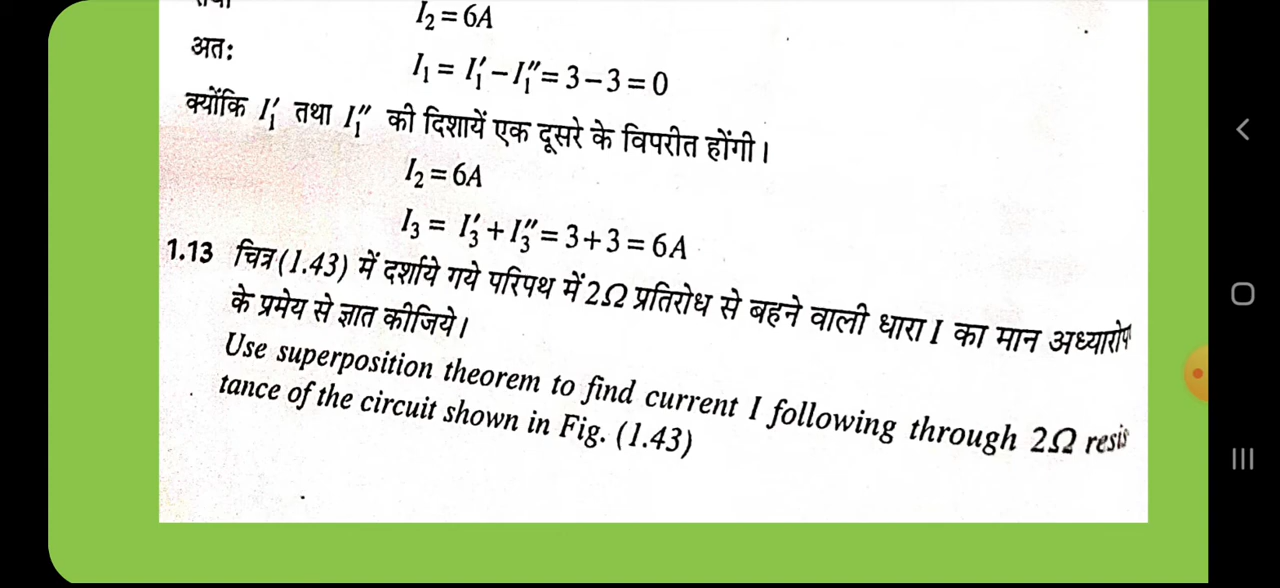 I₂ = 6A
अतः I₁ = I₁′ – I₁″ = 3 – 3 = 0
क्योंकि I₁′ तथा I₁″ की दिशायें एक दूसरे के विपरीत होंगी।
I₂ = 6A
I₃ = I₃′ + I₃″ = 3 + 3 = 6A
1.13 चित्र (1.43) में दर्शाये गये परिपथ में 2Ω प्रतिरोध से बहने वाली धारा I का मान अध्यारोप
के प्रमेय से ज्ञात कीजिये।
Use superposition theorem to find current I following through 2Ω resis
tance of the circuit shown in Fig. (1.43)